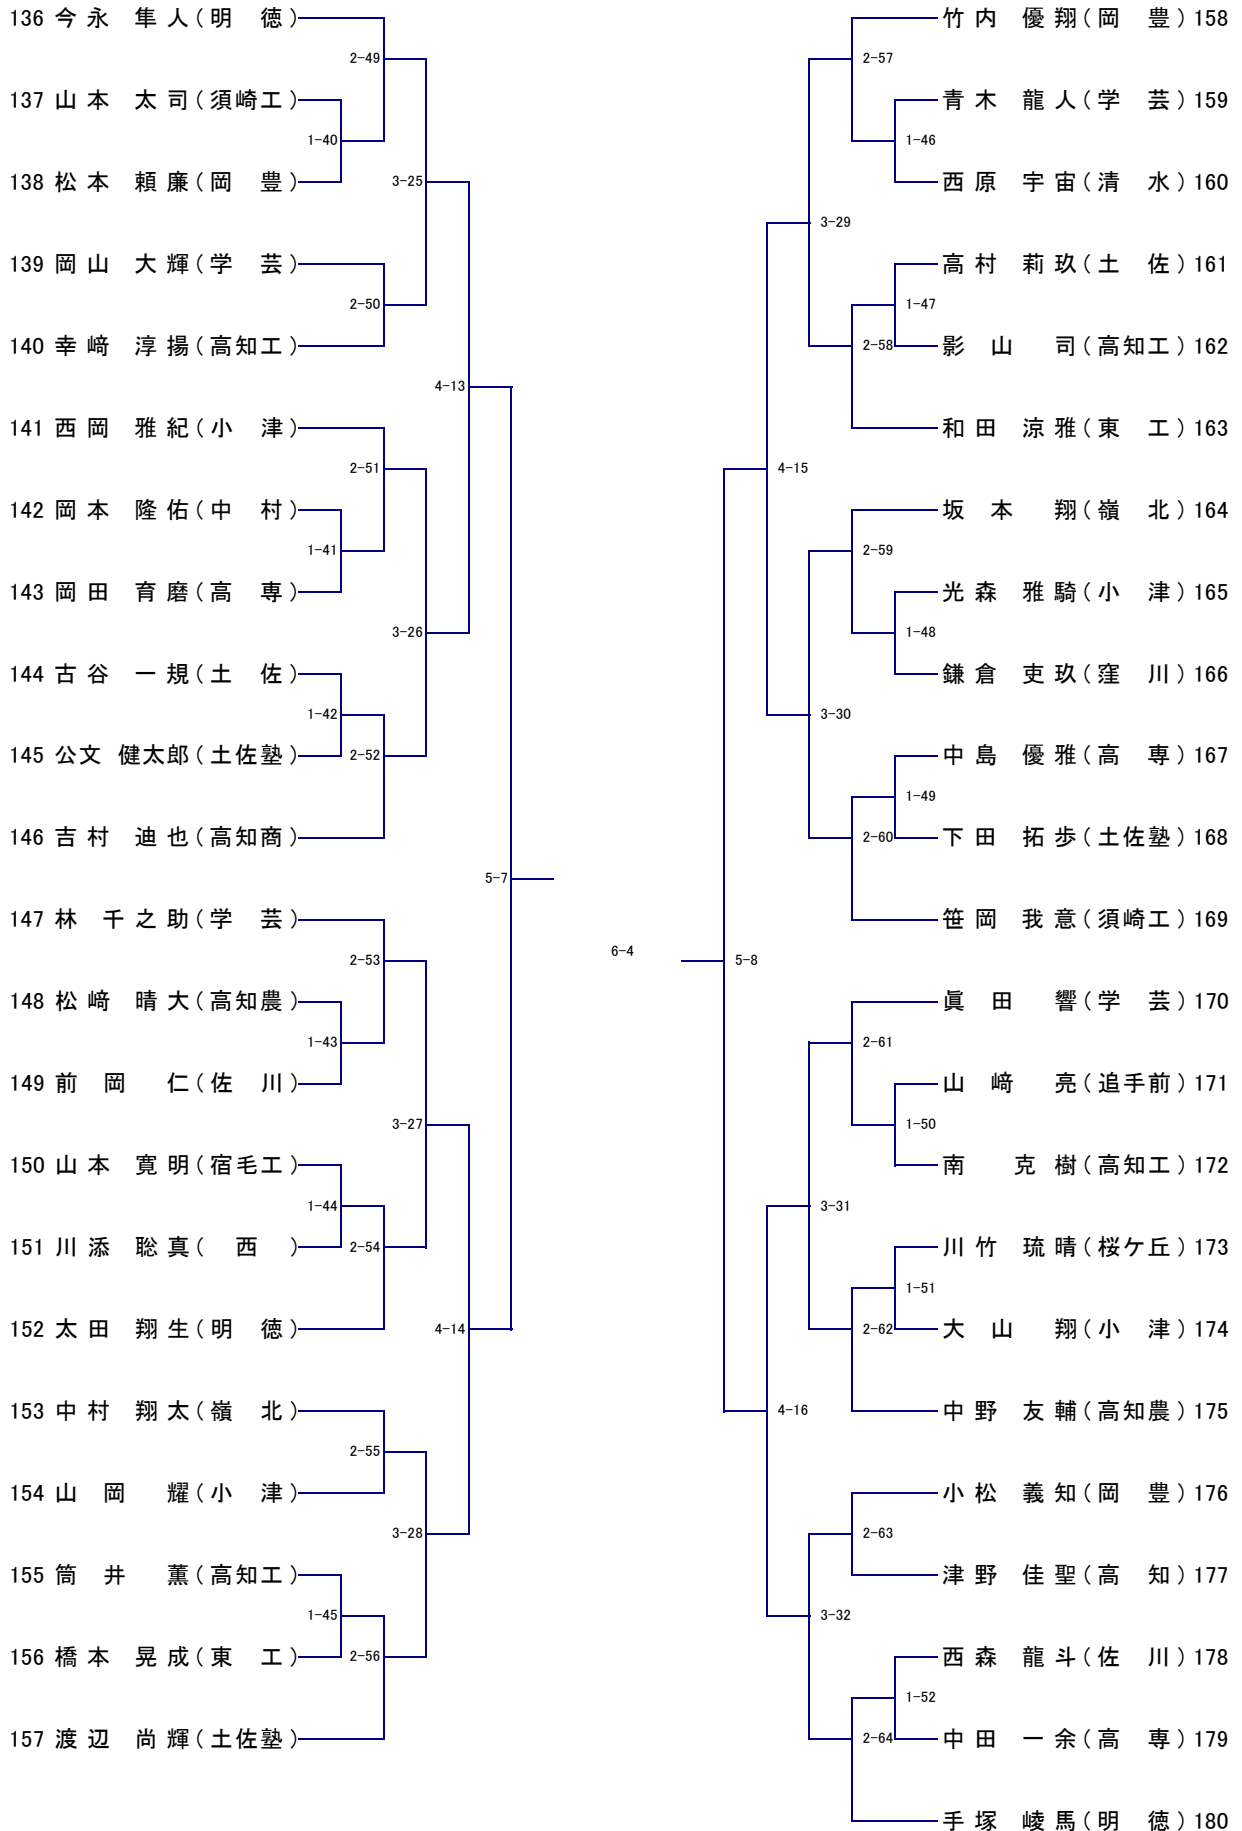 136 今永 隼人(明 徳)
2-49
137 山本 太司(須崎工)
1-40
138 松本 頼廉(岡 豊)
3-25
139 岡山 大輝(学 芸)
2-50
140 幸﨑 淳揚(高知工)
4-13
141 西岡 雅紀(小 津)
2-51
142 岡本 隆佑(中 村)
1-41
143 岡田 育磨(高 専)
3-26
144 古谷 一規(土 佐)
1-42
145 公文 健太郎(土佐塾)
2-52
146 吉村 迪也(高知商)
5-7
147 林 千之助(学 芸)
2-53
148 松﨑 晴大(高知農)
1-43
149 前岡 仁(佐 川)
3-27
150 山本 寛明(宿毛工)
1-44
151 川添 聡真( 西 )
2-54
152 太田 翔生(明 徳)
4-14
153 中村 翔太(嶺 北)
2-55
154 山岡 耀(小 津)
3-28
155 筒井 薫(高知工)
1-45
156 橋本 晃成(東 工)
2-56
157 渡辺 尚輝(土佐塾)
6-4
竹内 優翔(岡 豊)158
2-57
青木 龍人(学 芸)159
1-46
西原 宇宙(清 水)160
3-29
高村 莉玖(土 佐)161
1-47
影山 司(高知工)162
2-58
和田 涼雅(東 工)163
4-15
坂本 翔(嶺 北)164
2-59
光森 雅騎(小 津)165
1-48
鎌倉 吏玖(窪 川)166
3-30
中島 優雅(高 専)167
1-49
下田 拓歩(土佐塾)168
2-60
笹岡 我意(須崎工)169
5-8
眞田 響(学 芸)170
2-61
山﨑 亮(追手前)171
1-50
南 克樹(高知工)172
3-31
川竹 琉晴(桜ケ丘)173
1-51
大山 翔(小 津)174
2-62
中野 友輔(高知農)175
4-16
小松 義知(岡 豊)176
2-63
津野 佳聖(高 知)177
3-32
西森 龍斗(佐 川)178
1-52
中田 一余(高 専)179
2-64
手塚 崚馬(明 徳)180